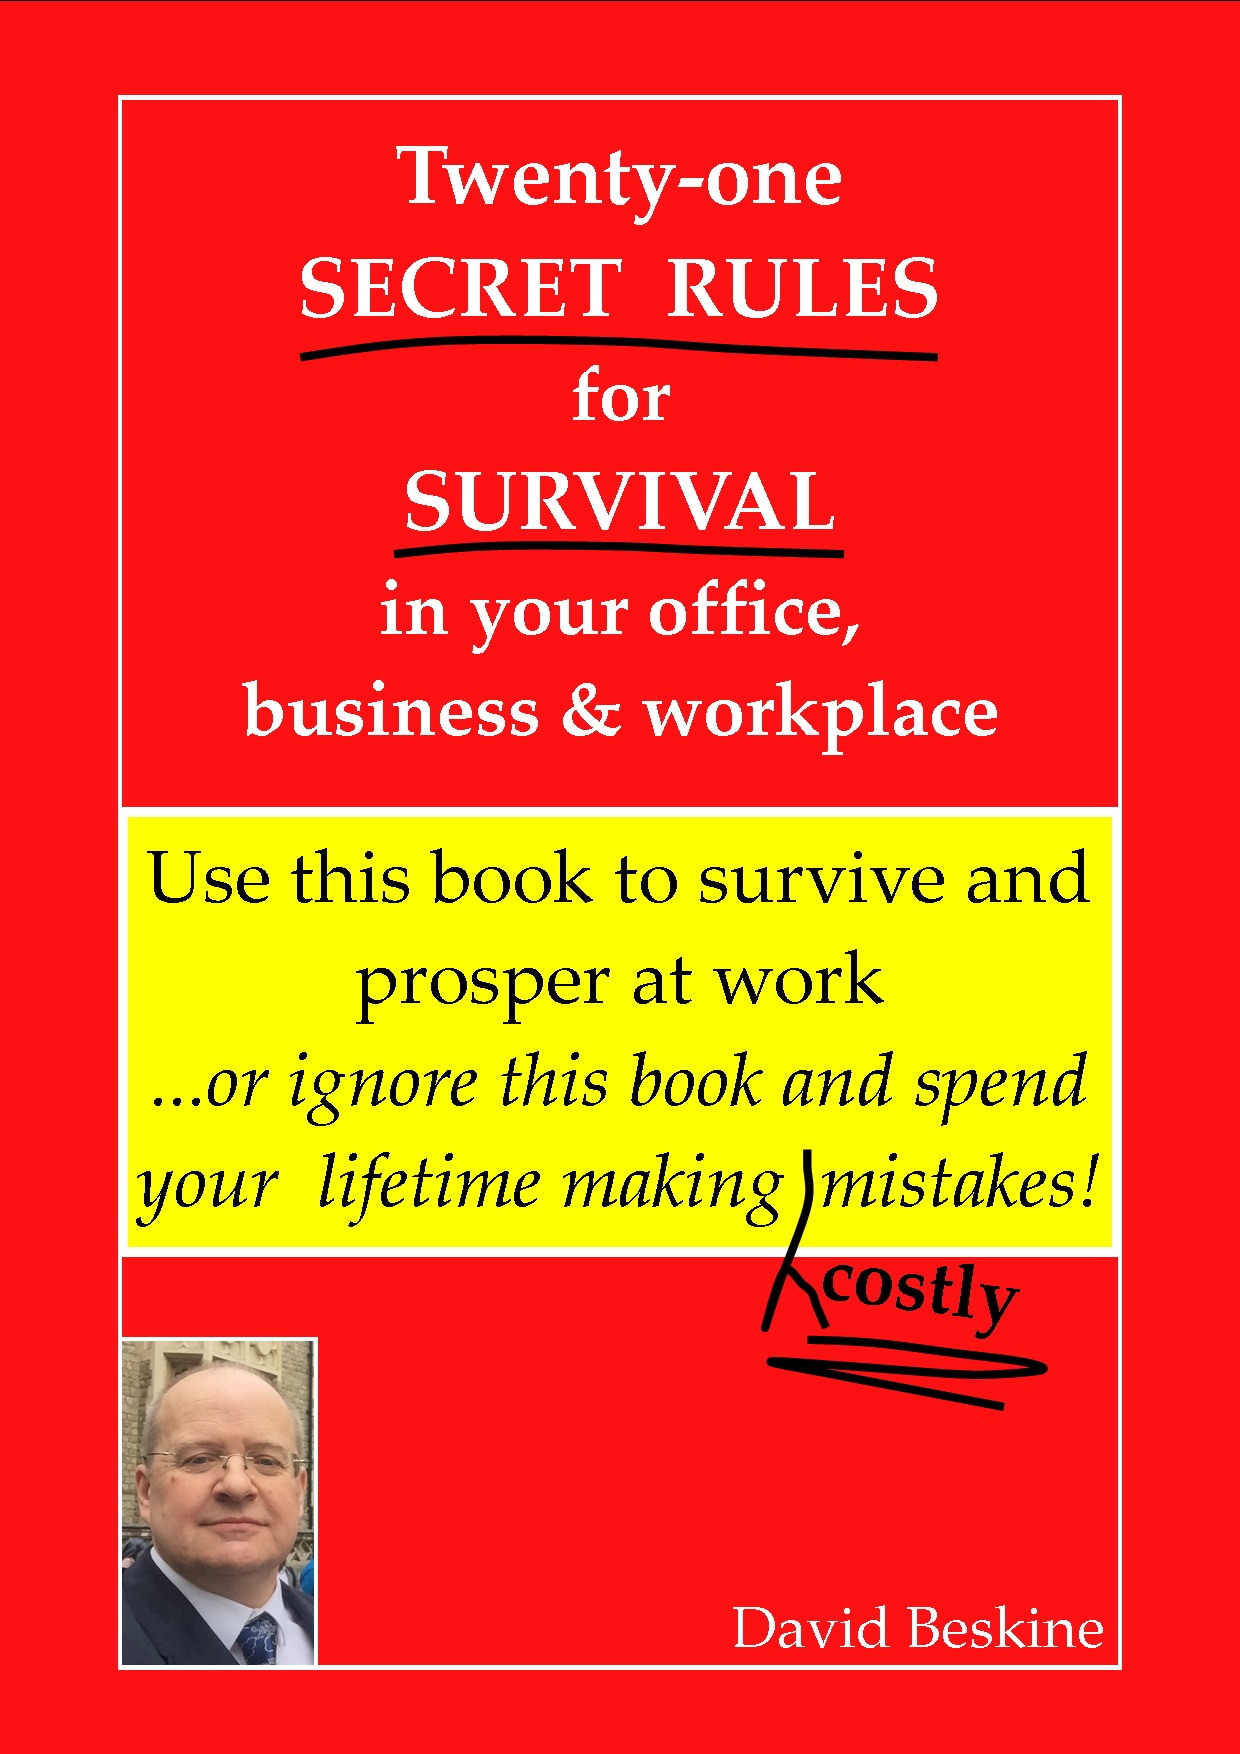 Twenty-one
SECRET RULES
for
SURVIVAL
in your office,
business & workplace
Use this book to survive and
prosper at work
...or ignore this book and spend
your lifetime making mistakes!
costly
David Beskine